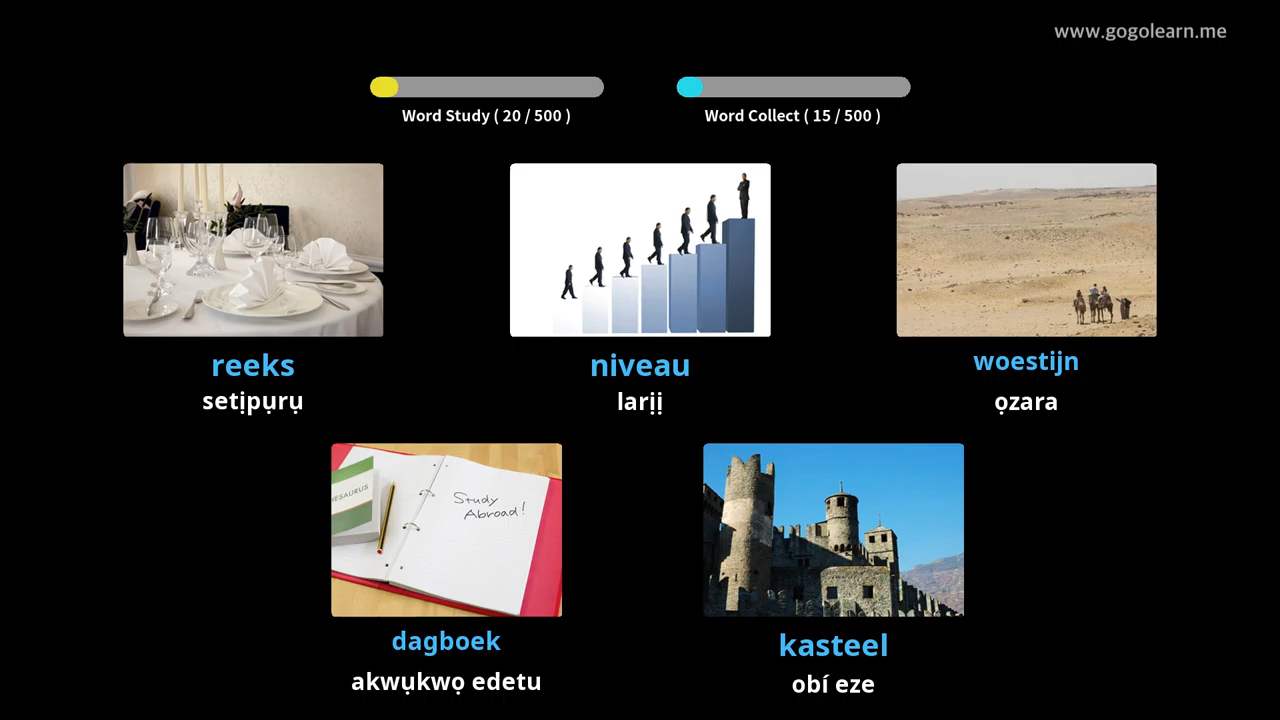 www.gogolearn.me
Word Study ( 20 / 500 )
Word Collect ( 15 / 500 )
reeks
setịpụrụ
niveau
larịị
woestijn
ọzara
HESAURUS
Study
Abroad!
dagboek
akwụkwọ edetu
kasteel
obí eze